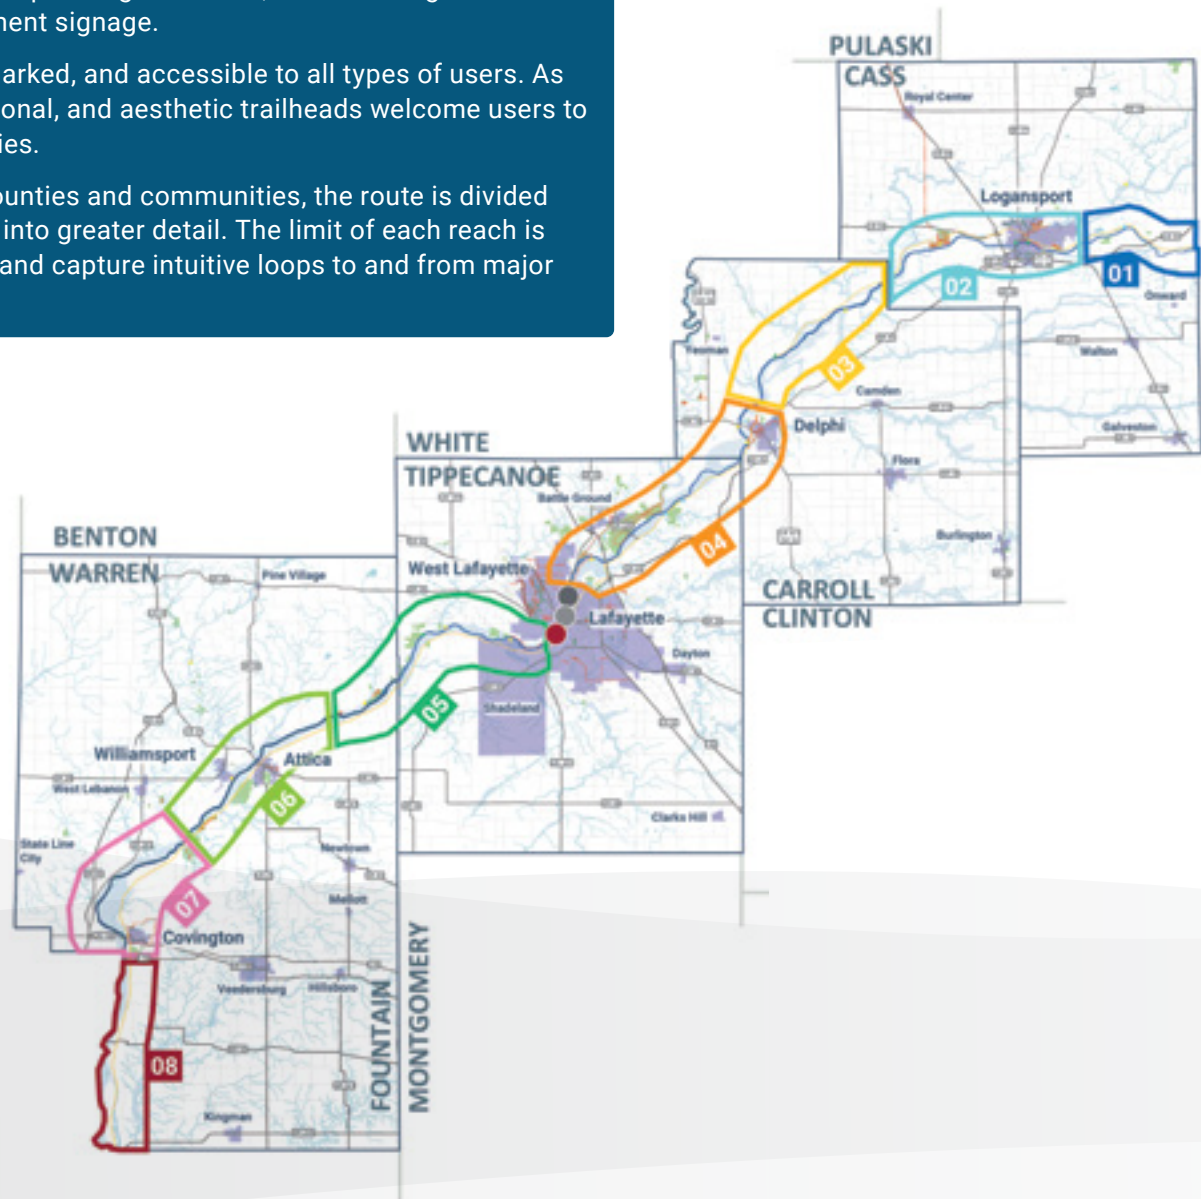 ment signage.
arked, and accessible to all types of users. As
onal, and aesthetic trailheads welcome users to
ies.
ounties and communities, the route is divided
into greater detail. The limit of each reach is
and capture intuitive loops to and from major
PULASKI
CASS
Royal Center
Logansport
01
02
Onward
Walton
Yeoman
03
Camden
Galveston
Delphi
WHITE
TIPPECANOE
Flora
Battle Ground
04
Burlington
BENTON
WARREN
Pine Village
West Lafayette
CARROLL
CLINTON
Lafayette
Dayton
05
Shadeland
Williamsport
Attica
West Lebanon
06
Clarks Hill
State Line
City
Newtown
07
Mellott
Covington
Veedersburg
Hillsboro
FOUNTAIN
MONTGOMERY
08
Kingman